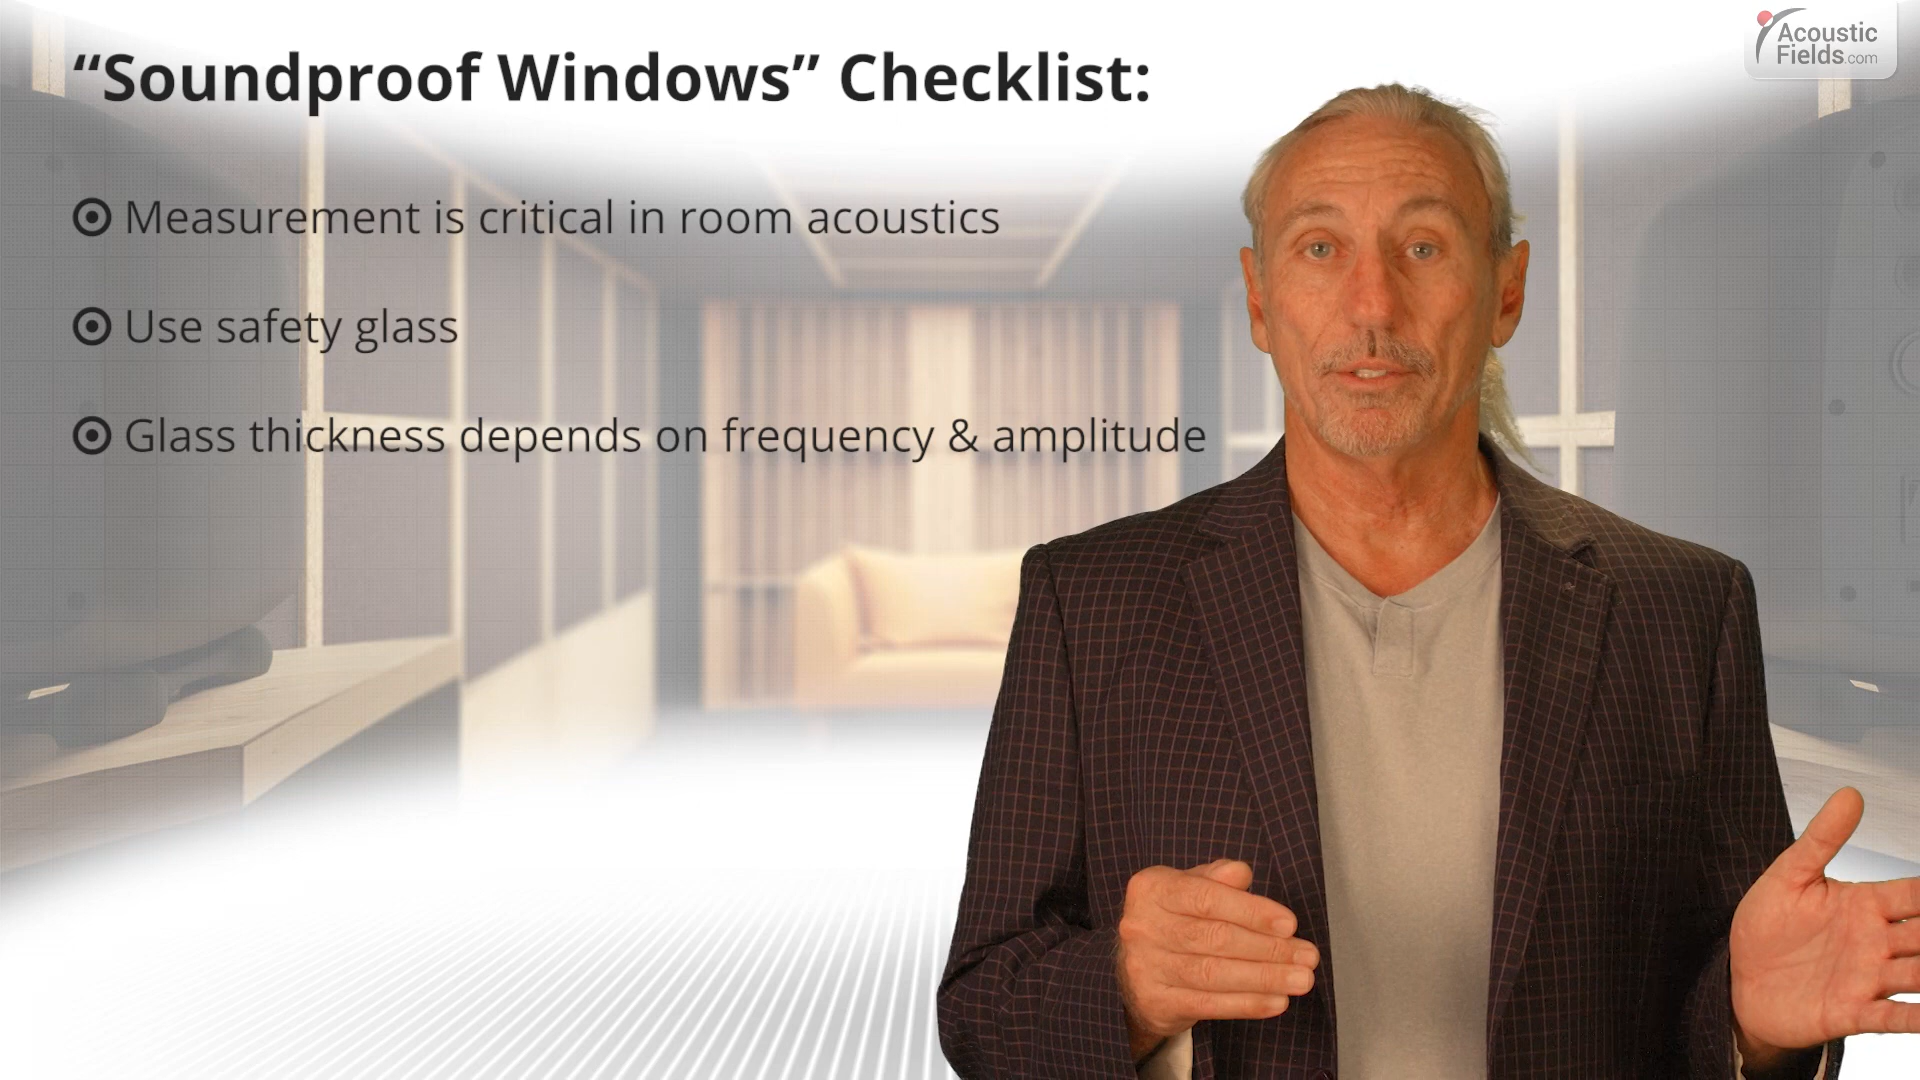 “Soundproof Windows” Checklist:
Measurement is critical in room acoustics
Use safety glass
Glass thickness depends on frequency & amplitude
Acoustic
Fields.com